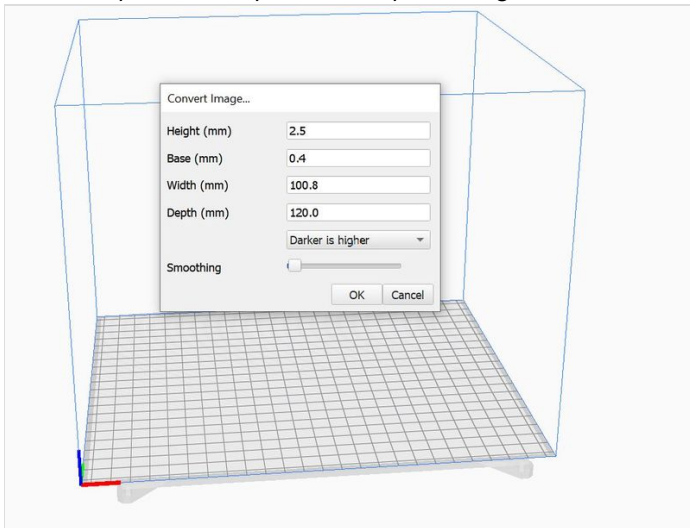 Convert Image...
Height (mm) 2.5
Base (mm) 0.4
Width (mm) 100.8
Depth (mm) 120.0
Darker is higher
Smoothing
OK Cancel